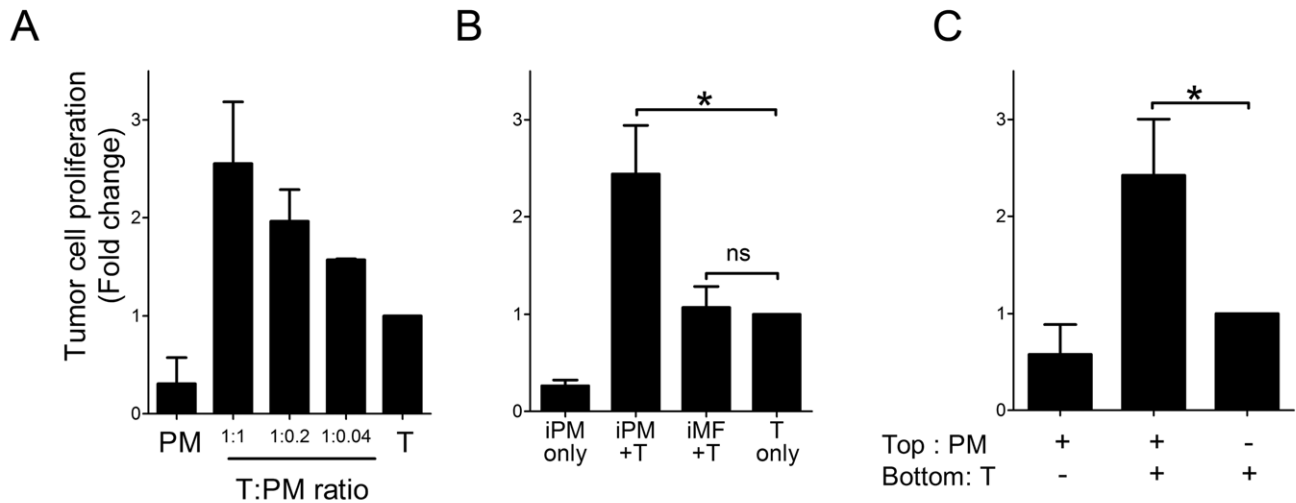 A
B
C
Tumor cell proliferation
(Fold change)
3
2
1
0
PM
1:1
1:0.2
1:0.04
T
T:PM ratio
3
2
1
0
*
ns
iPM
only
iPM
+T
iMF
+T
T
only
3
2
1
0
*
Top : PM + + -
Bottom: T - + +